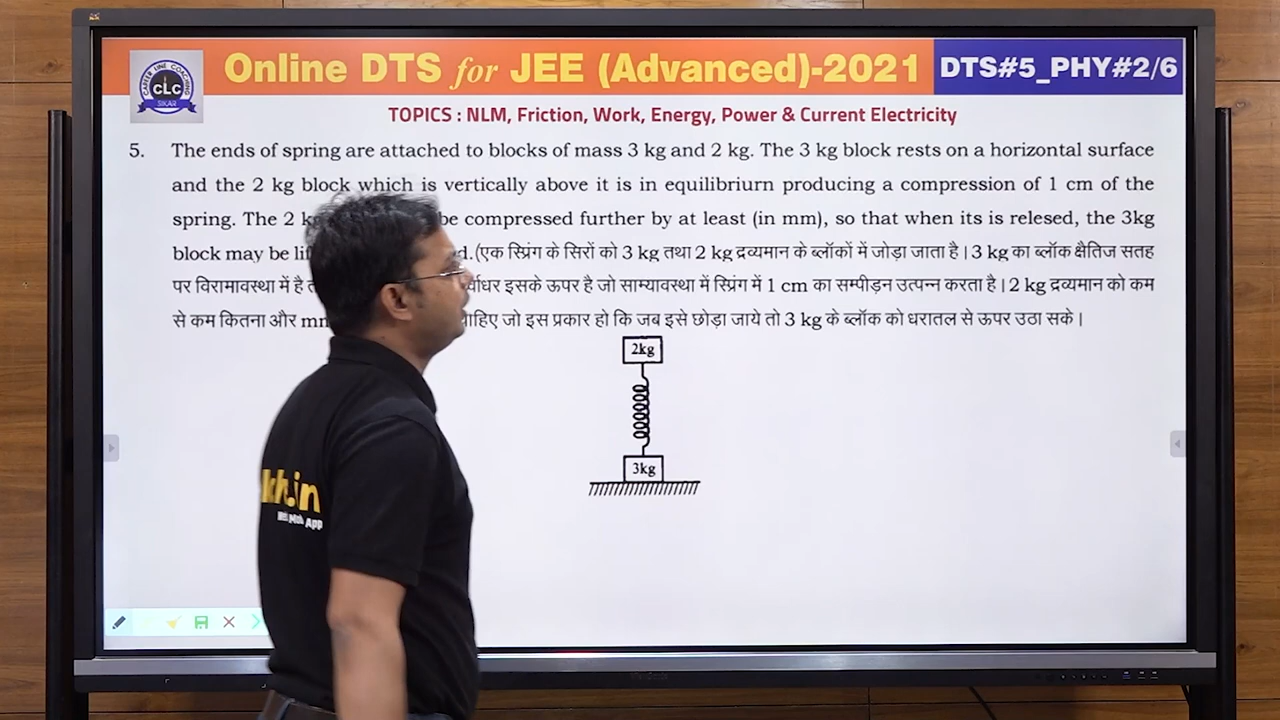 Online DTS for JEE (Advanced)-2021
DTS#5_PHY#2/6
CAREER LINE COACHING
CLC
SIKAR
TOPICS : NLM, Friction, Work, Energy, Power & Current Electricity
5. The ends of spring are attached to blocks of mass 3 kg and 2 kg. The 3 kg block rests on a horizontal surface
and the 2 kg block which is vertically above it is in equilibriurn producing a compression of 1 cm of the
spring. The 2 be compressed further by at least (in mm), so that when its is relesed, the 3kg
block may be (एक स्प्रिंग के सिरों को 3 kg तथा 2 kg द्रव्यमान के ब्लॉकों में जोड़ा जाता है। 3 kg का ब्लॉक क्षैतिज सतह
पर विरामावस्था में है इसके ऊपर है जो साम्यावस्था में स्प्रिंग में 1 cm का सम्पीड़न उत्पन्न करता है। 2 kg द्रव्यमान को कम
से कम कितना और जो इस प्रकार हो कि जब इसे छोड़ा जाये तो 3 kg के ब्लॉक को धरातल से ऊपर उठा सके।
2kg
3kg
App